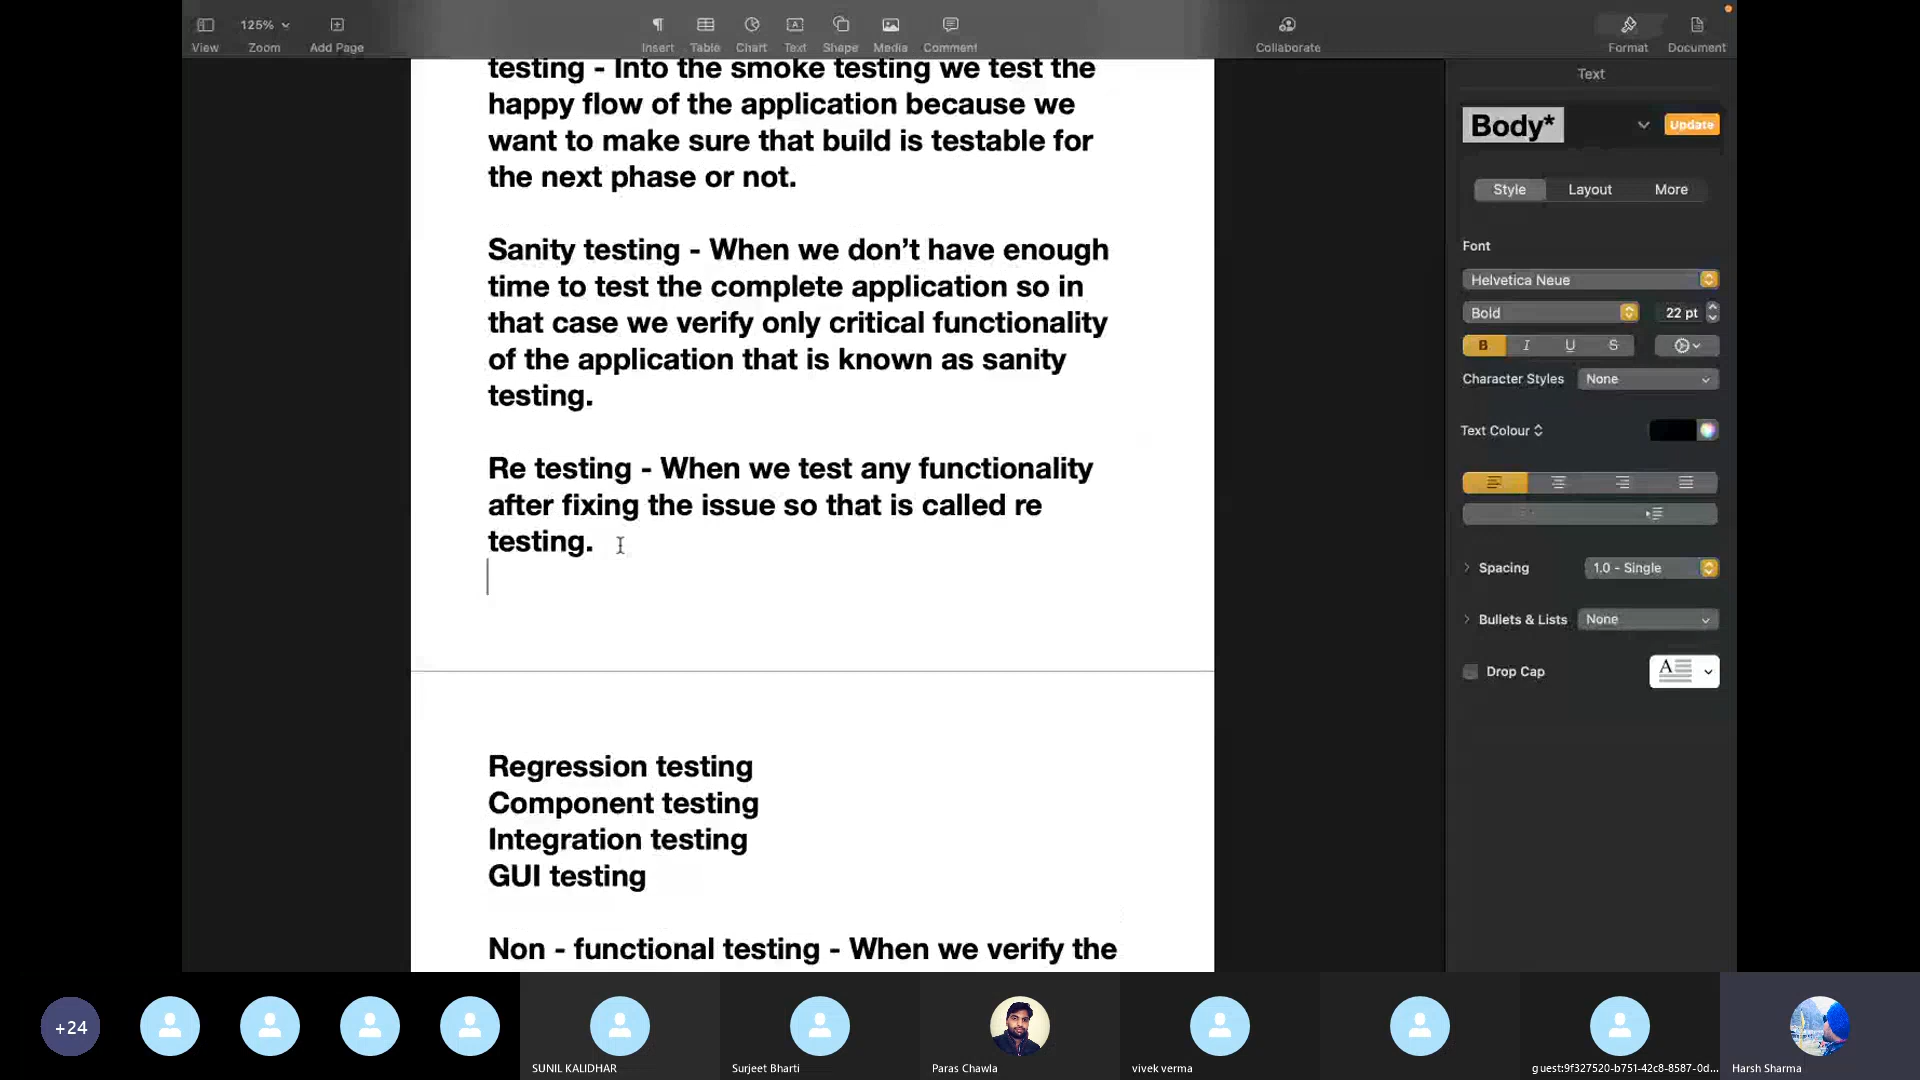 125%
View
Zoom
Add Page
Insert
Table
Chart
Text
Shape
Media
Comment
Collaborate
Format
Document
testing - Into the smoke testing we test the
happy flow of the application because we
want to make sure that build is testable for
the next phase or not.
Sanity testing - When we don’t have enough
time to test the complete application so in
that case we verify only critical functionality
of the application that is known as sanity
testing.
Re testing - When we test any functionality
after fixing the issue so that is called re
testing.
Regression testing
Component testing
Integration testing
GUI testing
Non - functional testing - When we verify the
Text
Body*
Update
Style
Layout
More
Font
Helvetica Neue
Bold
22 pt
B I U S
Character Styles
None
Text Colour
Spacing
1.0 - Single
Bullets & Lists
None
Drop Cap
A
+24
SUNIL KALIDHAR
Surjeet Bharti
Paras Chawla
vivek verma
guest:9f327520-b751-42c8-8587-0d...
Harsh Sharma